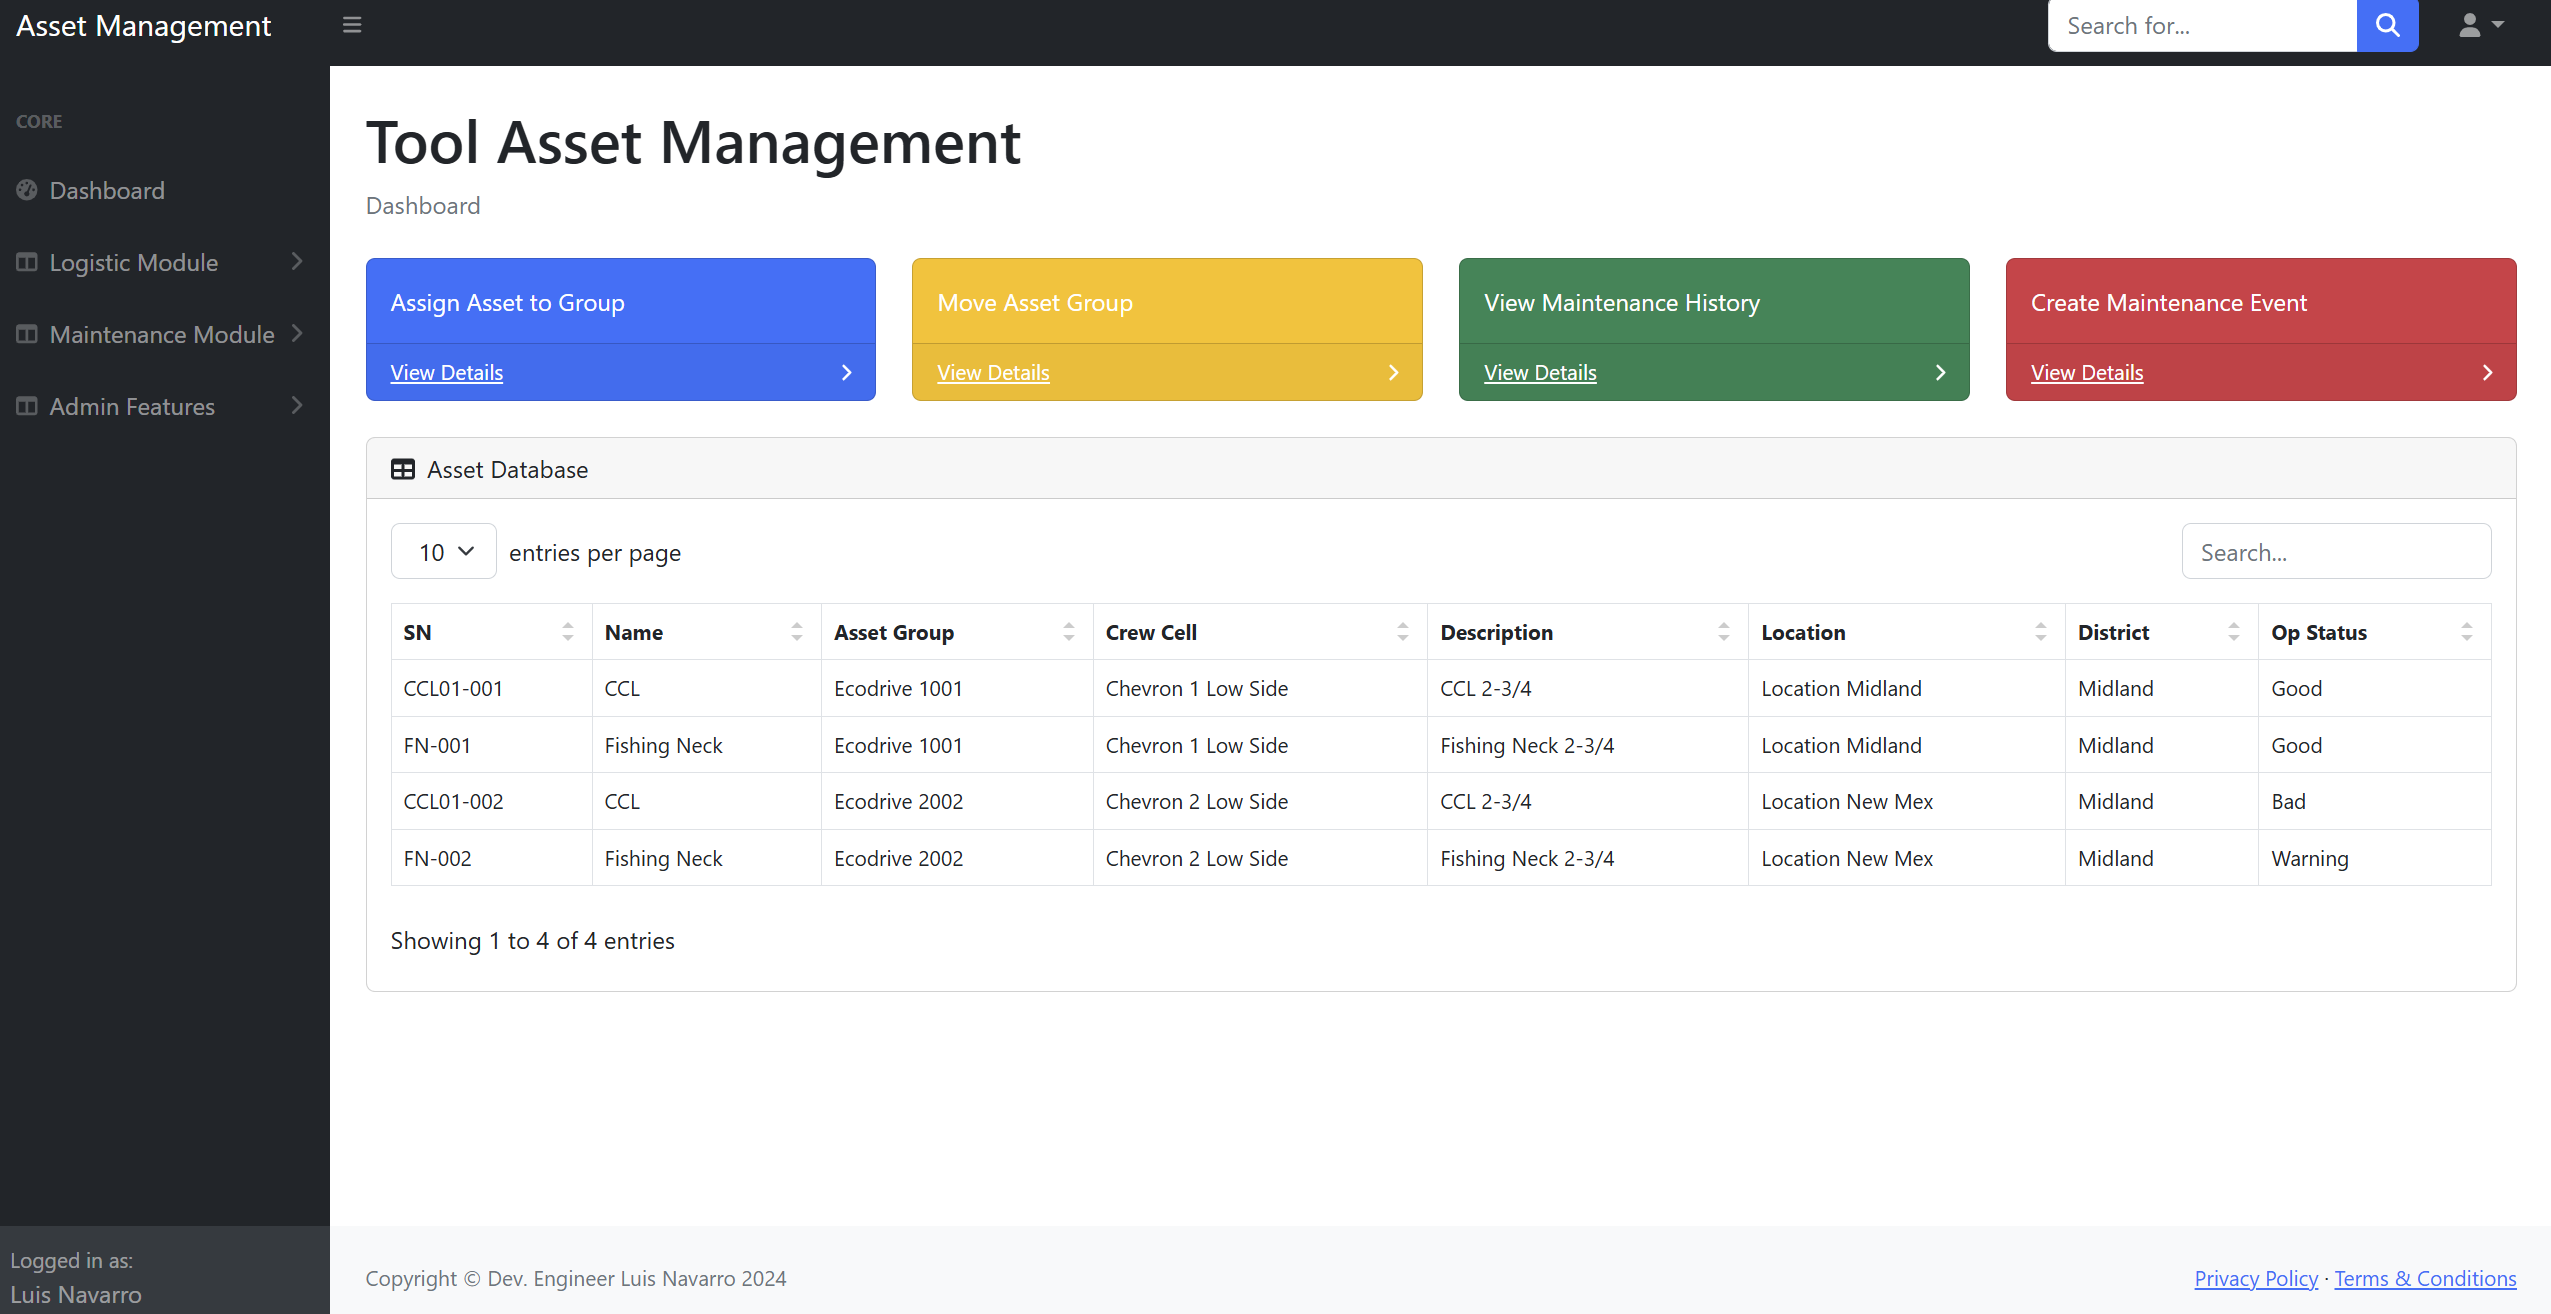 Asset Management
Search for...
CORE
Dashboard
Logistic Module
Maintenance Module
Admin Features
Tool Asset Management
Dashboard
Assign Asset to Group
View Details
Move Asset Group
View Details
View Maintenance History
View Details
Create Maintenance Event
View Details
Asset Database
10 entries per page
Search...
SN Name Asset Group Crew Cell Description Location District Op Status
CCL01-001 CCL Ecodrive 1001 Chevron 1 Low Side CCL 2-3/4 Location Midland Midland Good
FN-001 Fishing Neck Ecodrive 1001 Chevron 1 Low Side Fishing Neck 2-3/4 Location Midland Midland Good
CCL01-002 CCL Ecodrive 2002 Chevron 2 Low Side CCL 2-3/4 Location New Mex Midland Bad
FN-002 Fishing Neck Ecodrive 2002 Chevron 2 Low Side Fishing Neck 2-3/4 Location New Mex Midland Warning
Showing 1 to 4 of 4 entries
Logged in as:
Luis Navarro
Copyright © Dev. Engineer Luis Navarro 2024
Privacy Policy · Terms & Conditions